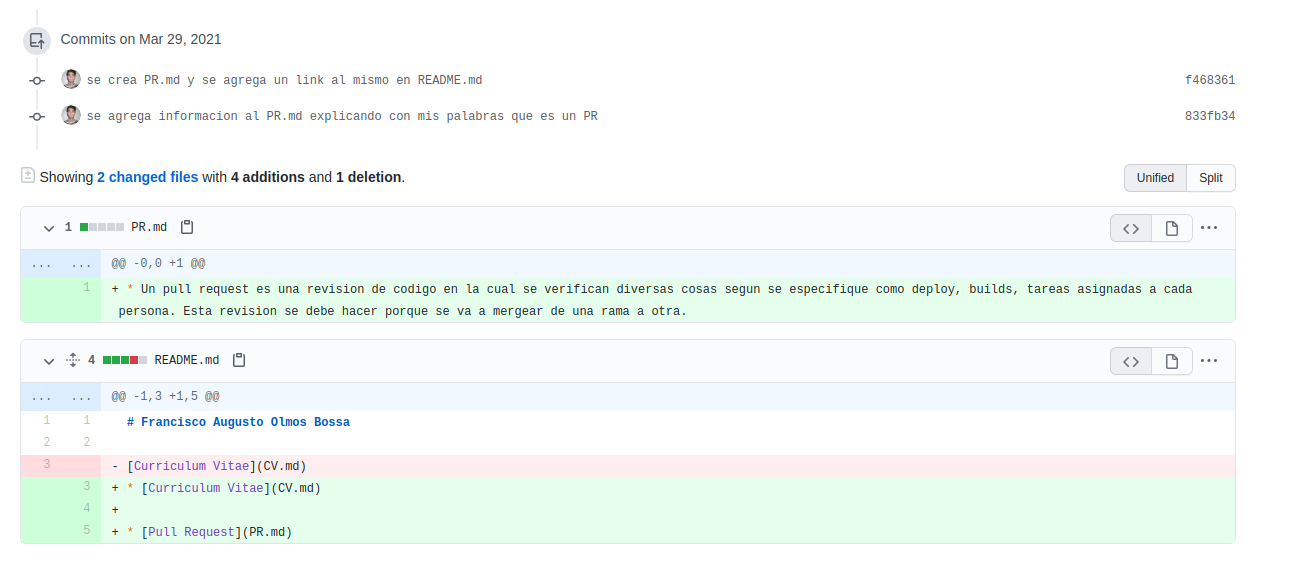 Commits on Mar 29, 2021
se crea PR.md y se agrega un link al mismo en README.md f468361
se agrega informacion al PR.md explicando con mis palabras que es un PR 833fb34
Showing 2 changed files with 4 additions and 1 deletion. Unified Split
1 PR.md
... ... @@ -0,0 +1 @@
1 + * Un pull request es una revision de codigo en la cual se verifican diversas cosas segun se especifique como deploy, builds, tareas asignadas a cada
persona. Esta revision se debe hacer porque se va a mergear de una rama a otra.
4 README.md
... ... @@ -1,3 +1,5 @@
1 1 # Francisco Augusto Olmos Bossa
2 2
3 - [Curriculum Vitae](CV.md)
3 + * [Curriculum Vitae](CV.md)
4 +
5 + * [Pull Request](PR.md)